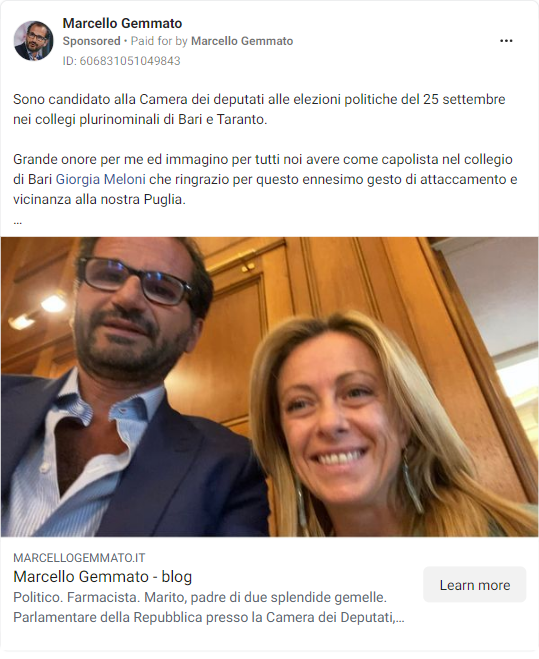 Marcello Gemmato
Sponsored • Paid for by Marcello Gemmato
ID: 606831051049843
Sono candidato alla Camera dei deputati alle elezioni politiche del 25 settembre
nei collegi plurinominali di Bari e Taranto.
Grande onore per me ed immagino per tutti noi avere come capolista nel collegio
di Bari Giorgia Meloni che ringrazio per questo ennesimo gesto di attaccamento e
vicinanza alla nostra Puglia.
...
MARCELLOGEMMATO.IT
Marcello Gemmato - blog
Politico. Farmacista. Marito, padre di due splendide gemelle.
Parlamentare della Repubblica presso la Camera dei Deputati,...
Learn more